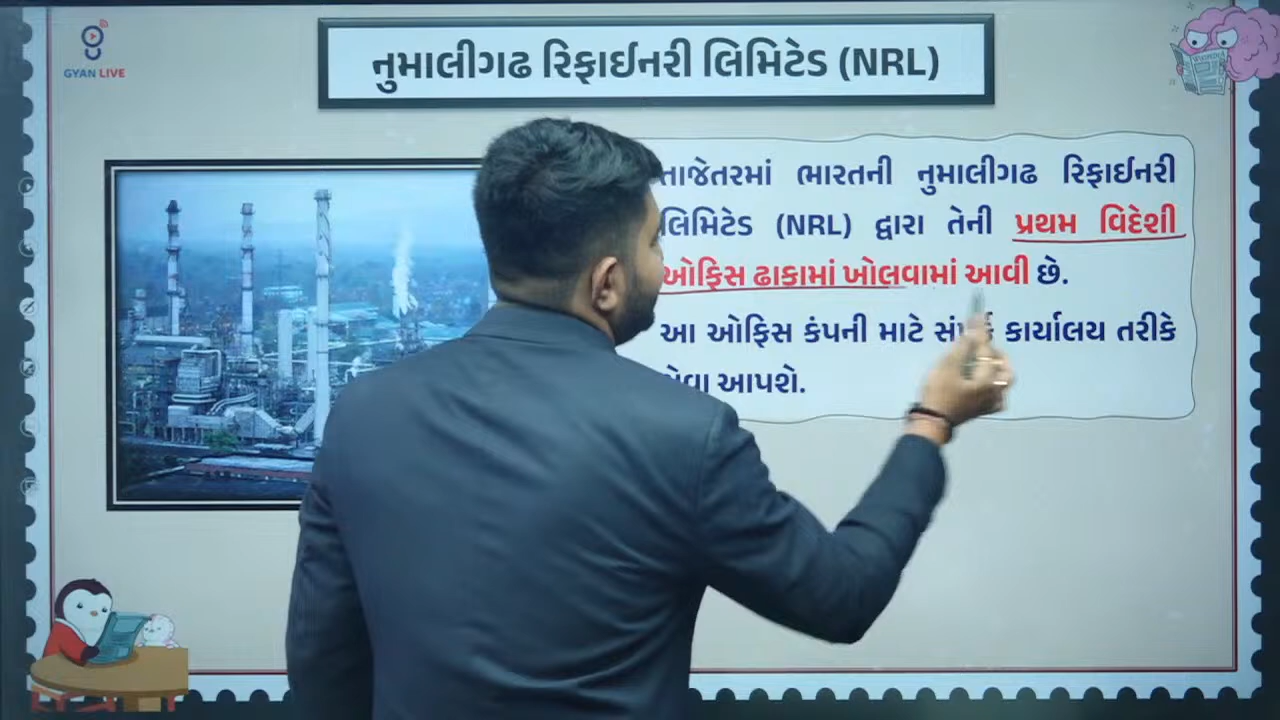 GYAN LIVE
નુમાલીગઢ રિફાઈનરી લિમિટેડ (NRL)
તાજેતરમાં ભારતની નુમાલીગઢ રિફાઈનરી
લિમિટેડ (NRL) દ્વારા તેની પ્રથમ વિદેશી
ઓફિસ ઢાકામાં ખોલવામાં આવી છે.
આ ઓફિસ કંપની માટે સંપર્ક કાર્યાલય તરીકે
સેવા આપશે.